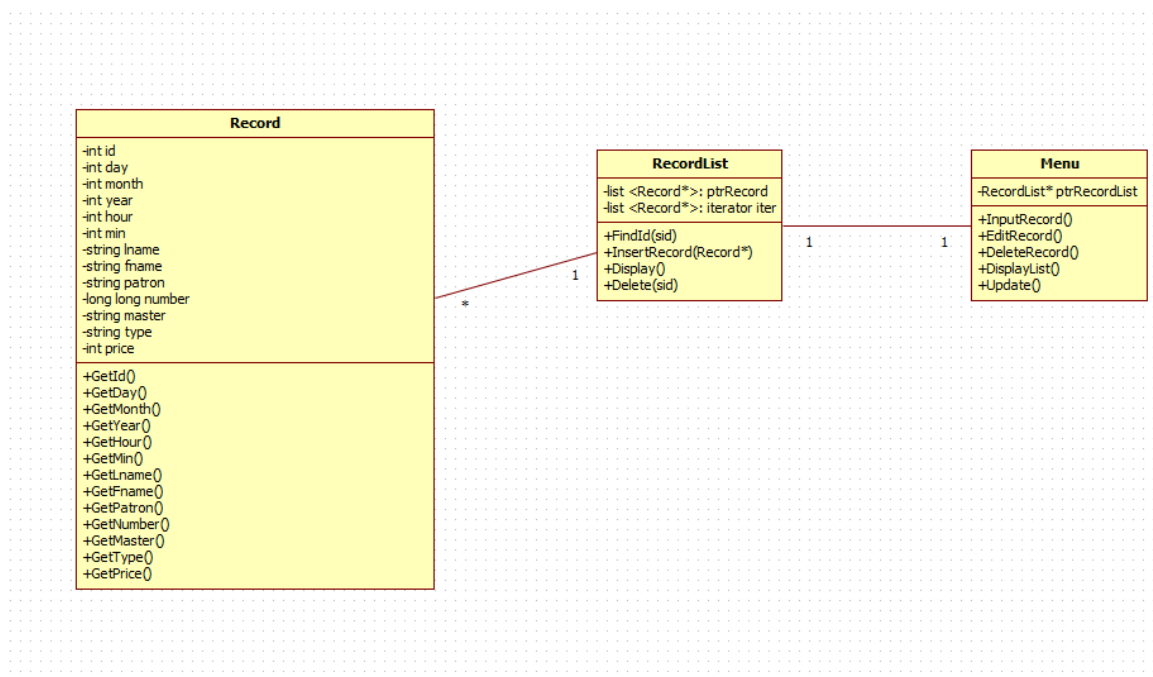 Record
-int id
-int day
-int month
-int year
-int hour
-int min
-string lname
-string fname
-string patron
-long long number
-string master
-string type
-int price
+GetId()
+GetDay()
+GetMonth()
+GetYear()
+GetHour()
+GetMin()
+GetLname()
+GetFname()
+GetPatron()
+GetNumber()
+GetMaster()
+GetType()
+GetPrice()
*
1
RecordList
-list <Record*>: ptrRecord
-list <Record*>: iterator iter
+FindId(sid)
+InsertRecord(Record*)
+Display()
+Delete(sid)
1
1
Menu
-RecordList* ptrRecordList
+InputRecord()
+EditRecord()
+DeleteRecord()
+DisplayList()
+Update()